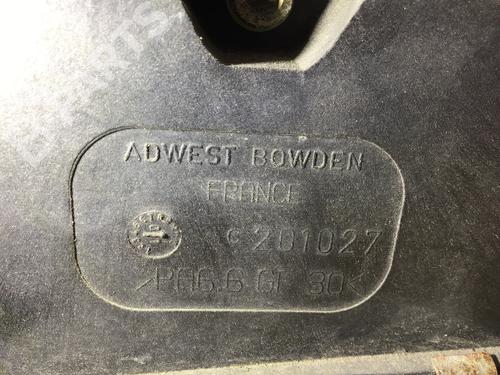 ADWEST BOWDEN
FRANCE
C 201027
>PA6.6 GF 30<